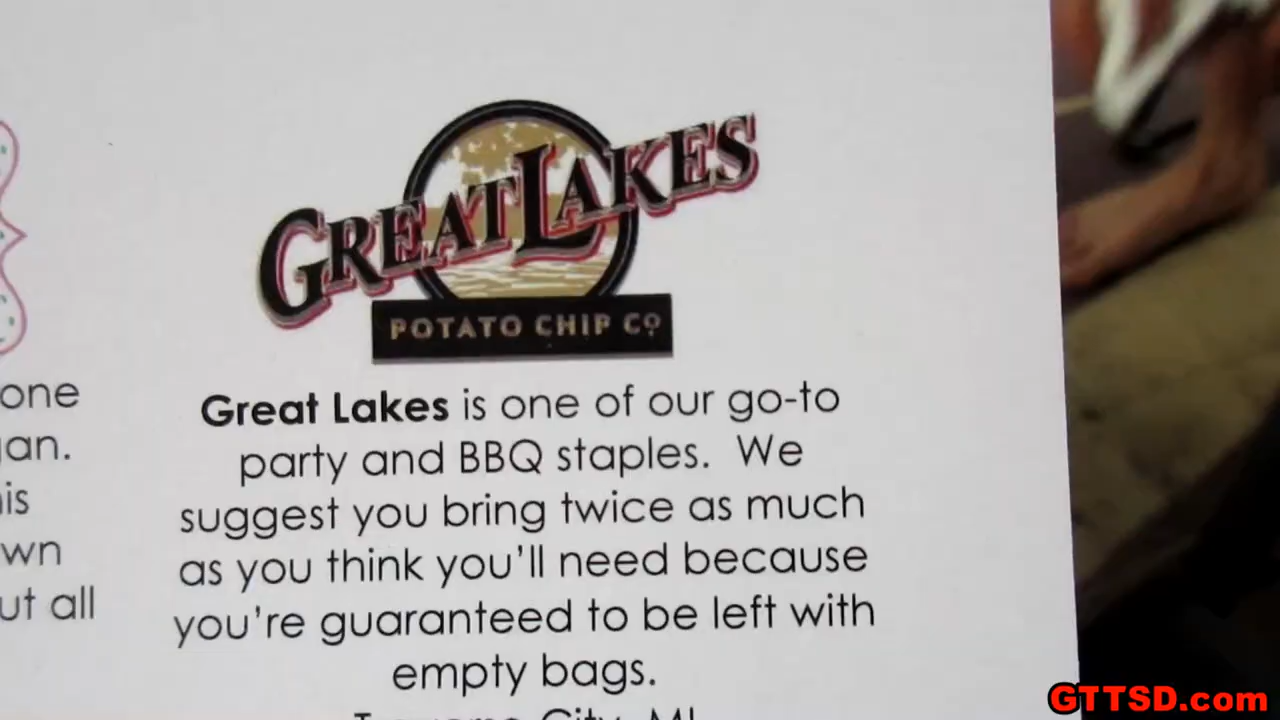 GREAT LAKES
POTATO CHIP CO
one
an.
is
wn
ut all
Great Lakes is one of our go-to
party and BBQ staples. We
suggest you bring twice as much
as you think you'll need because
you're guaranteed to be left with
empty bags.
GTTSD.com